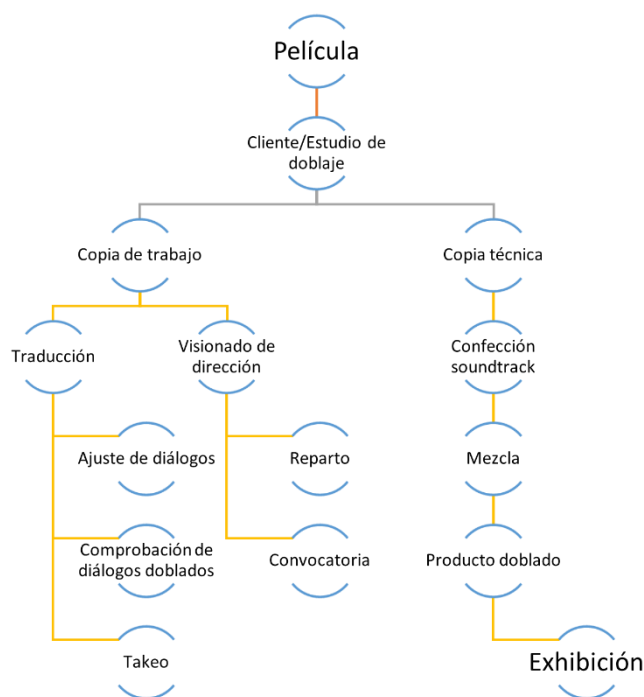 Película
Cliente/Estudio de
doblaje
Copia de trabajo
Copia técnica
Traducción
Visionado de
dirección
Confección
soundtrack
Ajuste de diálogos
Reparto
Mezcla
Comprobación de
diálogos doblados
Convocatoria
Producto doblado
Takeo
Exhibición